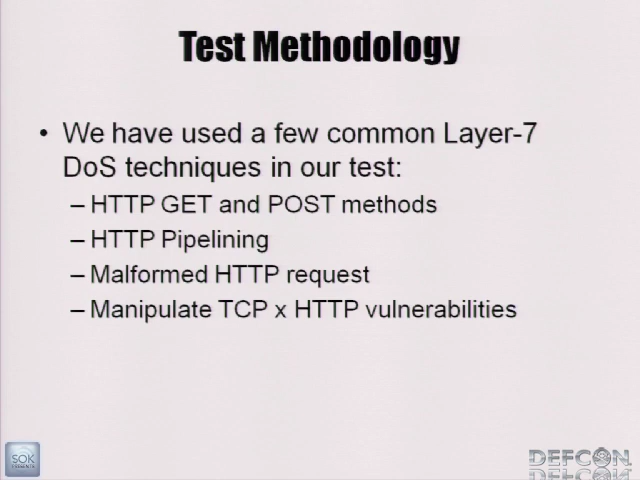 Test Methodology
• We have used a few common Layer-7
DoS techniques in our test:
– HTTP GET and POST methods
– HTTP Pipelining
– Malformed HTTP request
– Manipulate TCP x HTTP vulnerabilities
SOK
DEFCON